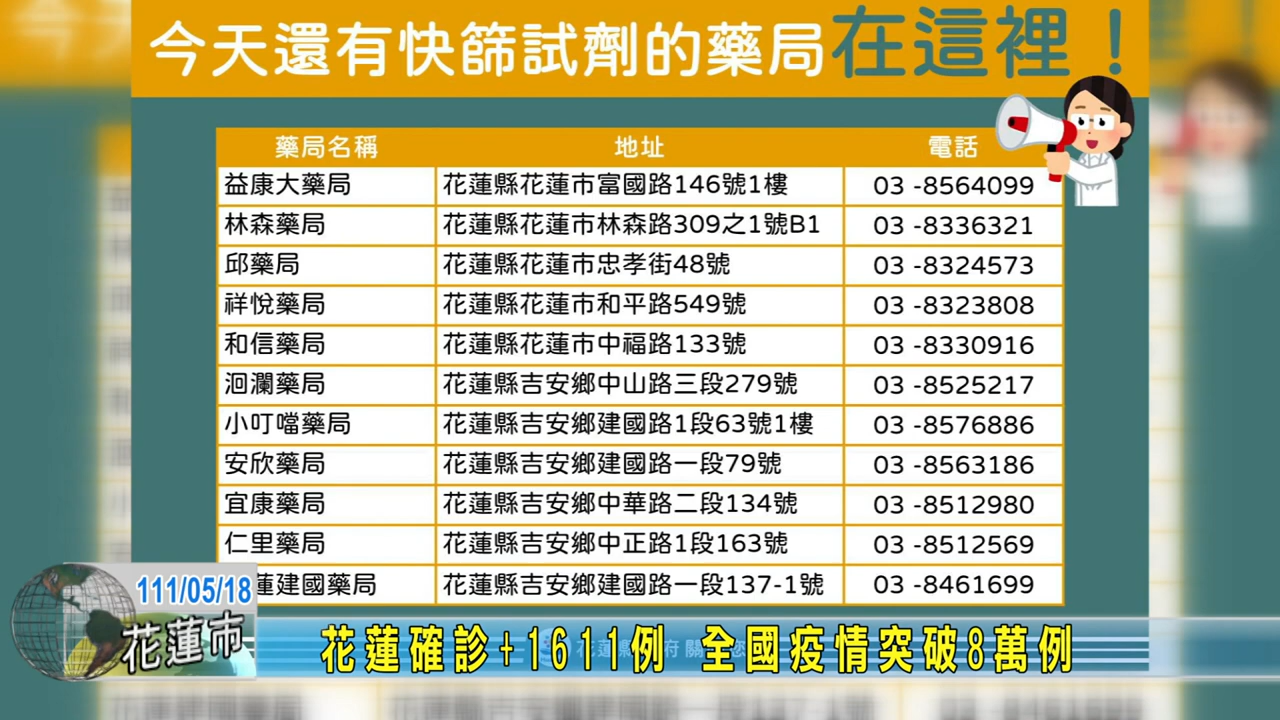 今天還有快篩試劑的藥局在這裡！
藥局名稱 地址 電話
益康大藥局 花蓮縣花蓮市富國路146號1樓 03 -8564099
林森藥局 花蓮縣花蓮市林森路309之1號B1 03 -8336321
邱藥局 花蓮縣花蓮市忠孝街48號 03 -8324573
祥悅藥局 花蓮縣花蓮市和平路549號 03 -8323808
和信藥局 花蓮縣花蓮市中福路133號 03 -8330916
洄瀾藥局 花蓮縣吉安鄉中山路三段279號 03 -8525217
小叮噹藥局 花蓮縣吉安鄉建國路1段63號1樓 03 -8576886
安欣藥局 花蓮縣吉安鄉建國路一段79號 03 -8563186
宜康藥局 花蓮縣吉安鄉中華路二段134號 03 -8512980
仁里藥局 花蓮縣吉安鄉中正路1段163號 03 -8512569
蓮建國藥局 花蓮縣吉安鄉建國路一段137-1號 03 -8461699
111/05/18
花蓮市
花蓮確診+1611例 全國疫情突破8萬例